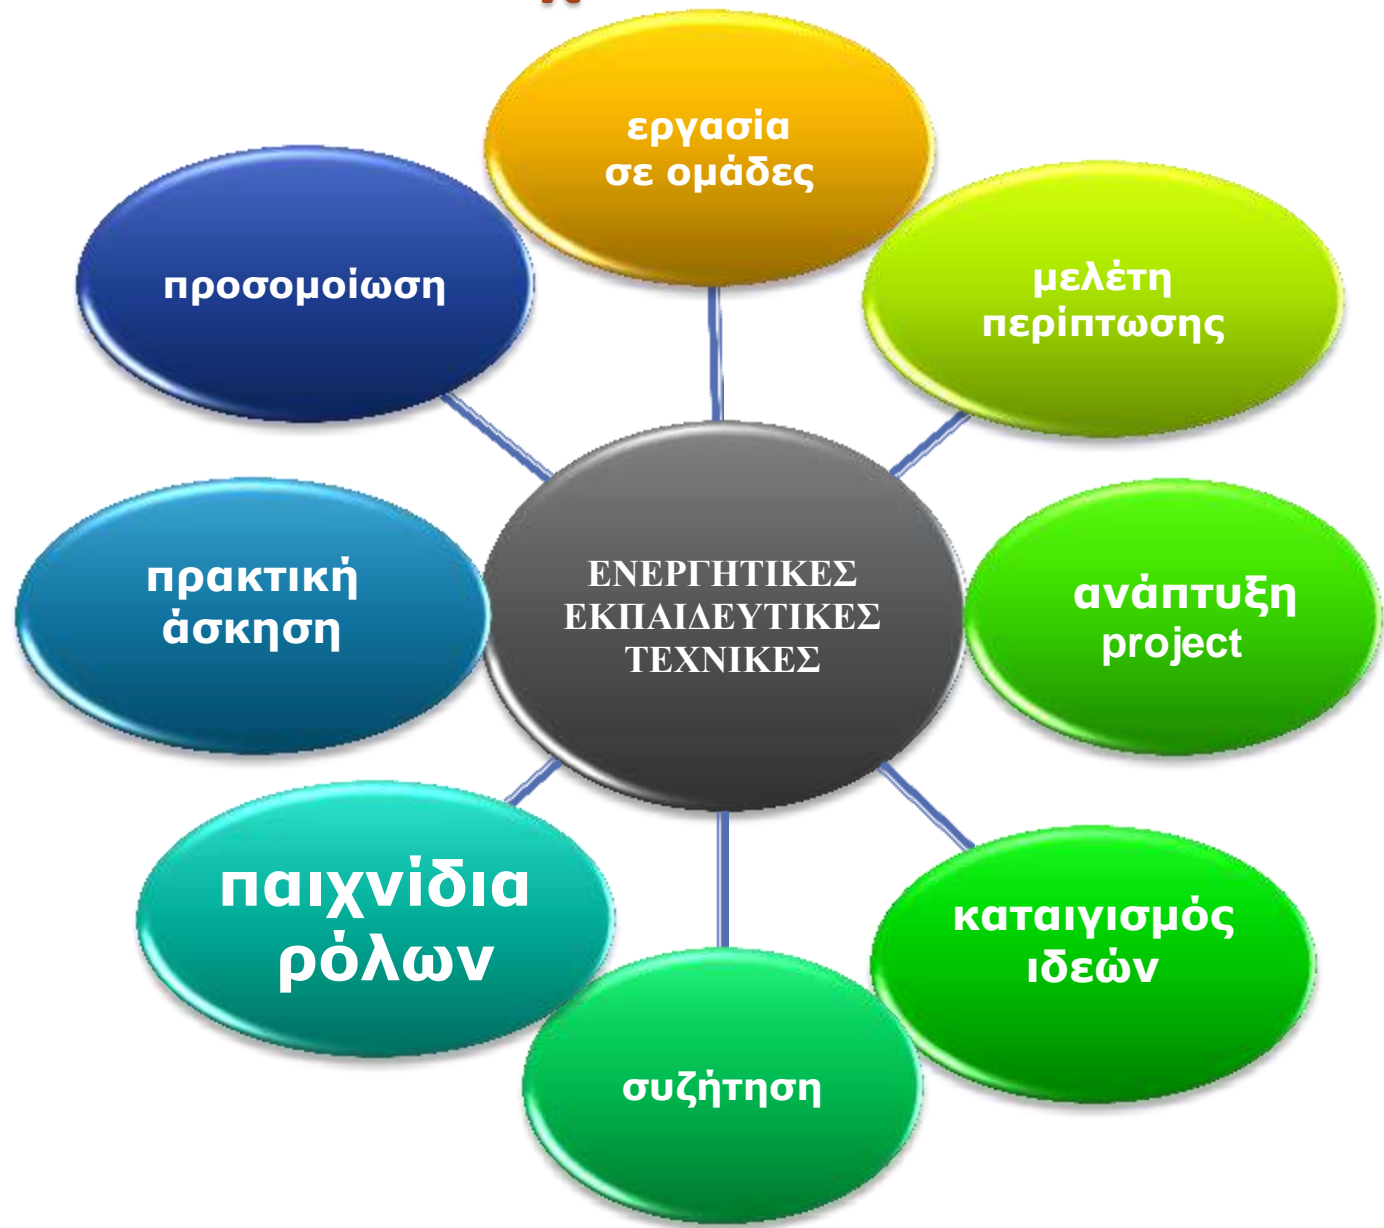 εργασία
σε ομάδες
μελέτη
περίπτωσης
προσομοίωση
ΕΝΕΡΓΗΤΙΚΕΣ
ΕΚΠΑΙΔΕΥΤΙΚΕΣ
ΤΕΧΝΙΚΕΣ
ανάπτυξη
project
πρακτική
άσκηση
παιχνίδια
ρόλων
καταιγισμός
ιδεών
συζήτηση